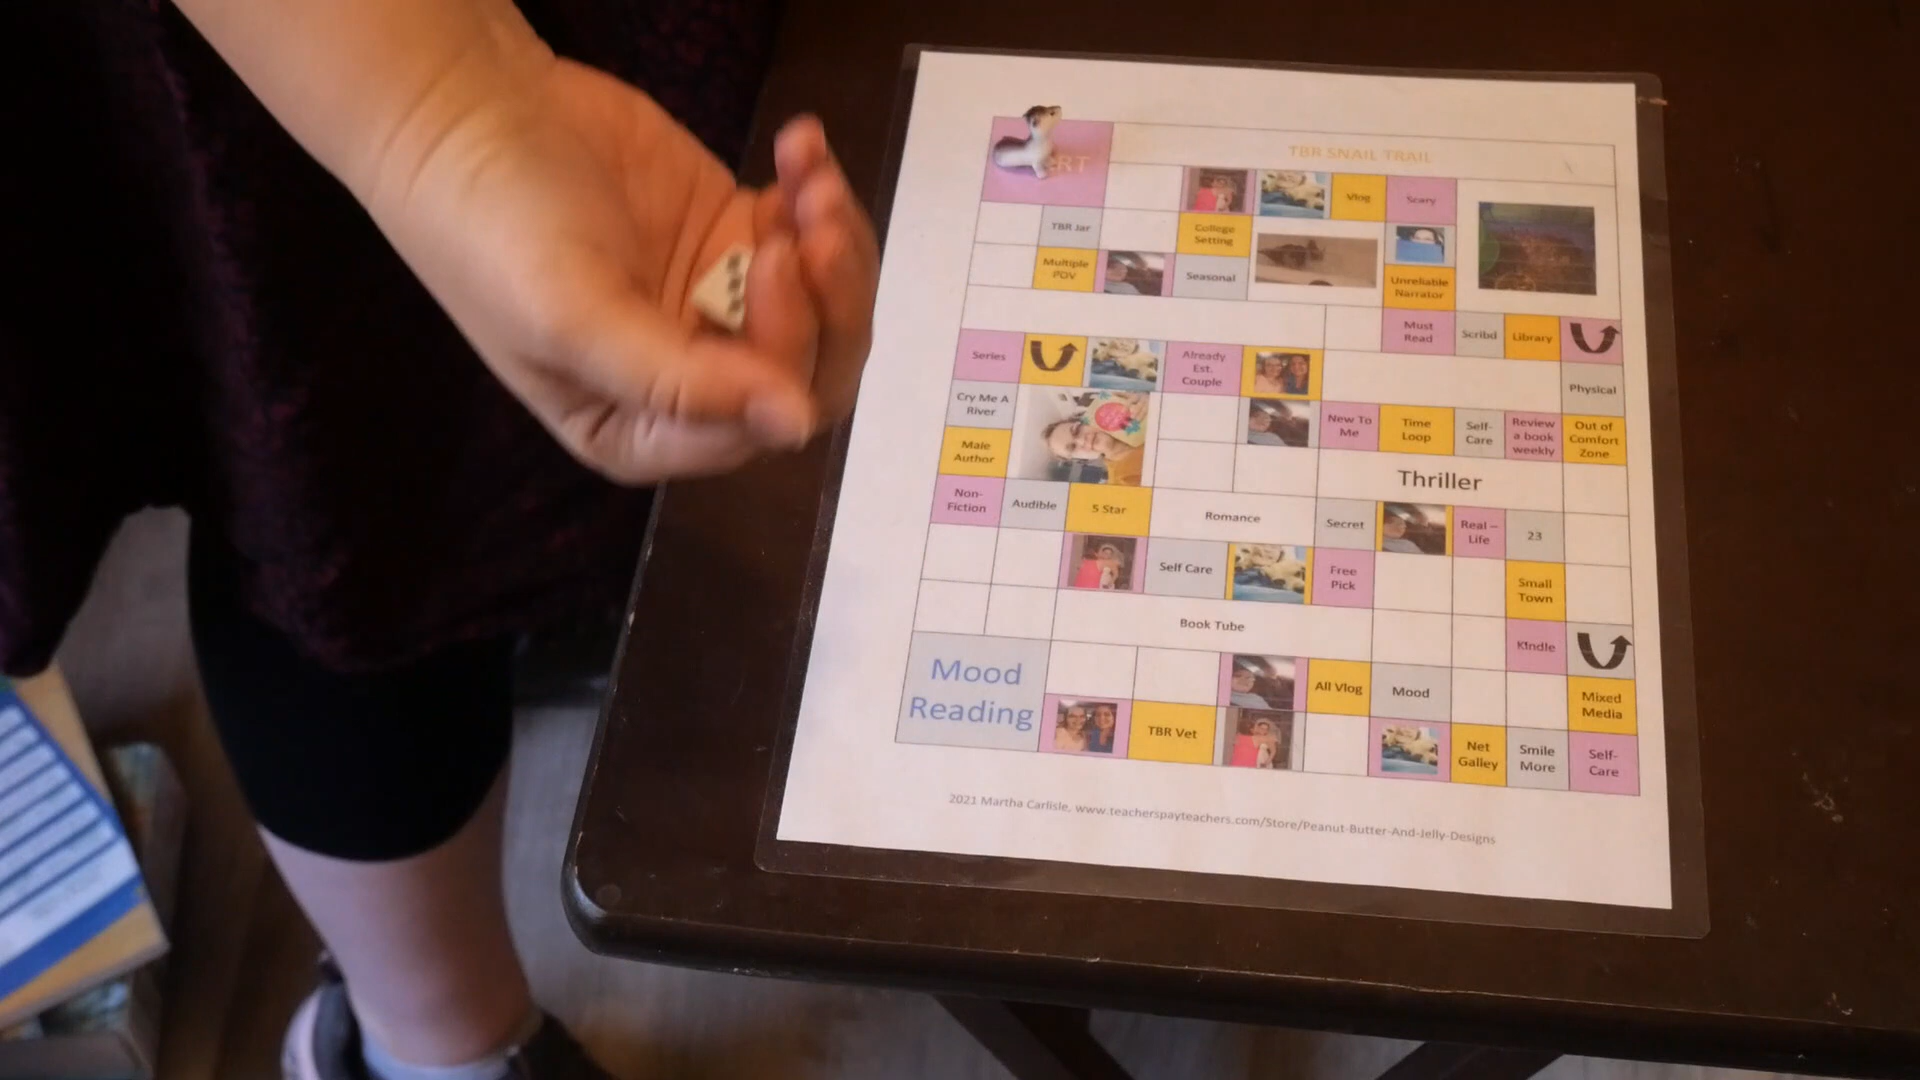 ERT
TBR SNAIL TRAIL
Vlog
Scary
TBR Jar
College
Setting
Multiple
POV
Seasonal
Unreliable
Narrator
Must
Read
Scribd
Library
Series
Already
Est.
Couple
Physical
Cry Me A
River
New To
Me
Time
Loop
Self-
Care
Review
a book
weekly
Out of
Comfort
Zone
Male
Author
Thriller
Non-
Fiction
Audible
5 Star
Romance
Secret
Real –
Life
23
Self Care
Free
Pick
Small
Town
Book Tube
Kindle
Mood
Reading
All Vlog
Mood
Mixed
Media
TBR Vet
Net
Galley
Smile
More
Self-
Care
2021 Martha Carlisle, www.teacherspayteachers.com/Store/Peanut-Butter-And-Jelly-Designs